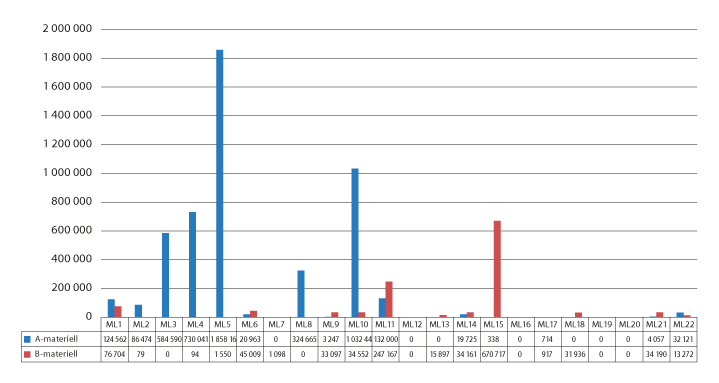 2 000 000
1 800 000
1 600 000
1 400 000
1 200 000
1 000 000
800 000
600 000
400 000
200 000
0
ML1 ML2 ML3 ML4 ML5 ML6 ML7 ML8 ML9 ML10 ML11 ML12 ML13 ML14 ML15 ML16 ML17 ML18 ML19 ML20 ML21 ML22
A-materiell 124 562 86 474 584 590 730 041 1 858 16 20 963 0 324 665 3 247 1 032 44 132 000 0 0 19 725 338 0 714 0 0 0 4 057 32 121
B-materiell 76 704 79 0 94 1 550 45 009 1 098 0 33 097 34 552 247 167 0 15 897 34 161 670 717 0 917 31 936 0 0 34 190 13 272